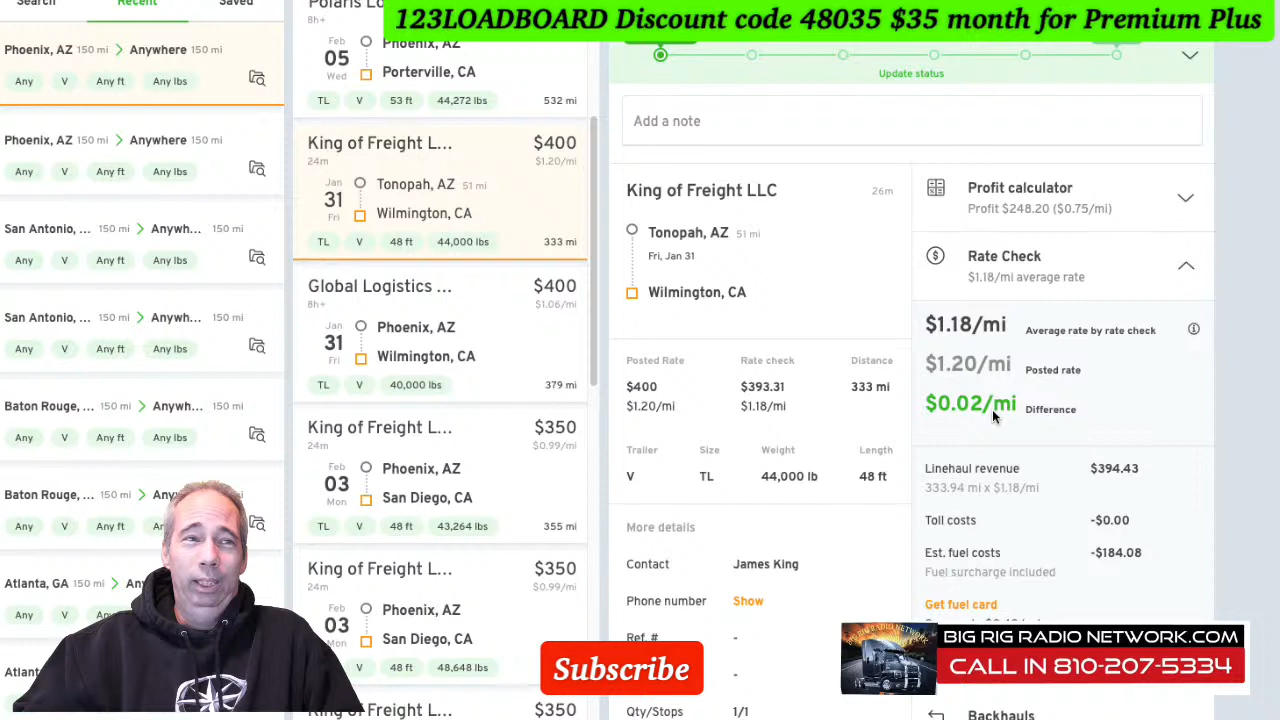 123LOADBOARD Discount code 48035 $35 month for Premium Plus
Search Recent Saved
Phoenix, AZ 150 mi > Anywhere 150 mi
Any V Any ft Any lbs
Phoenix, AZ 150 mi > Anywhere 150 mi
Any V Any ft Any lbs
San Antonio, ... 150 mi > Anywh... 150 mi
Any V Any ft Any lbs
San Antonio, ... 150 mi > Anywh... 150 mi
Any V Any ft Any lbs
Baton Rouge, ... 150 mi > Anywh... 150 mi
Any V Any ft Any lbs
Baton Rouge, ... 150 mi
Any V Any ft
Atlanta, GA 150 mi
Any
Polaris
8h+
Feb
05
Wed
Phoenix, AZ
Porterville, CA
TL V 53 ft 44,272 lbs 532 mi
King of Freight L... $400
24m $1.20/mi
Jan
31
Fri
Tonopah, AZ 51 mi
Wilmington, CA
TL V 48 ft 44,000 lbs 333 mi
Global Logistics ... $400
8h+ $1.06/mi
Jan
31
Fri
Phoenix, AZ
Wilmington, CA
TL V 40,000 lbs 379 mi
King of Freight L... $350
24m $0.99/mi
Feb
03
Mon
Phoenix, AZ
San Diego, CA
TL V 48 ft 43,264 lbs 355 mi
King of Freight L... $350
24m $0.99/mi
Feb
03
Mon
Phoenix, AZ
San Diego, CA
TL V 48 ft 48,648 lbs
King of Freight L... $350
Update status
Add a note
King of Freight LLC 26m
Tonopah, AZ 51 mi
Fri, Jan 31
Wilmington, CA
Posted Rate Rate check Distance
$400 $393.31 333 mi
$1.20/mi $1.18/mi
Trailer Size Weight Length
V TL 44,000 lb 48 ft
More details
Contact James King
Phone number Show
Ref. # -
-
Qty/Stops 1/1
Profit calculator
Profit $248.20 ($0.75/mi)
Rate Check
$1.18/mi average rate
$1.18/mi Average rate by rate check
$1.20/mi Posted rate
$0.02/mi Difference
Linehaul revenue $394.43
333.94 mi x $1.18/mi
Toll costs -$0.00
Est. fuel costs -$184.08
Fuel surcharge included
Get fuel card
Backhauls
Subscribe
BIG RIG RADIO NETWORK.COM
CALL IN 810-207-5334